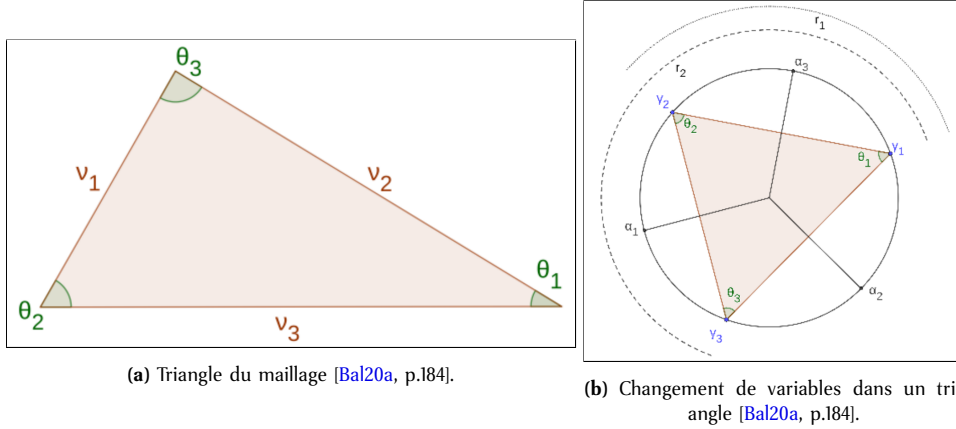 θ3
ν1
ν2
θ2
θ1
ν3
(a) Triangle du maillage [Bal20a, p.184].
r1
r2
α3
γ2
θ2
γ1
θ1
α1
α2
θ3
γ3
(b) Changement de variables dans un tri
angle [Bal20a, p.184].